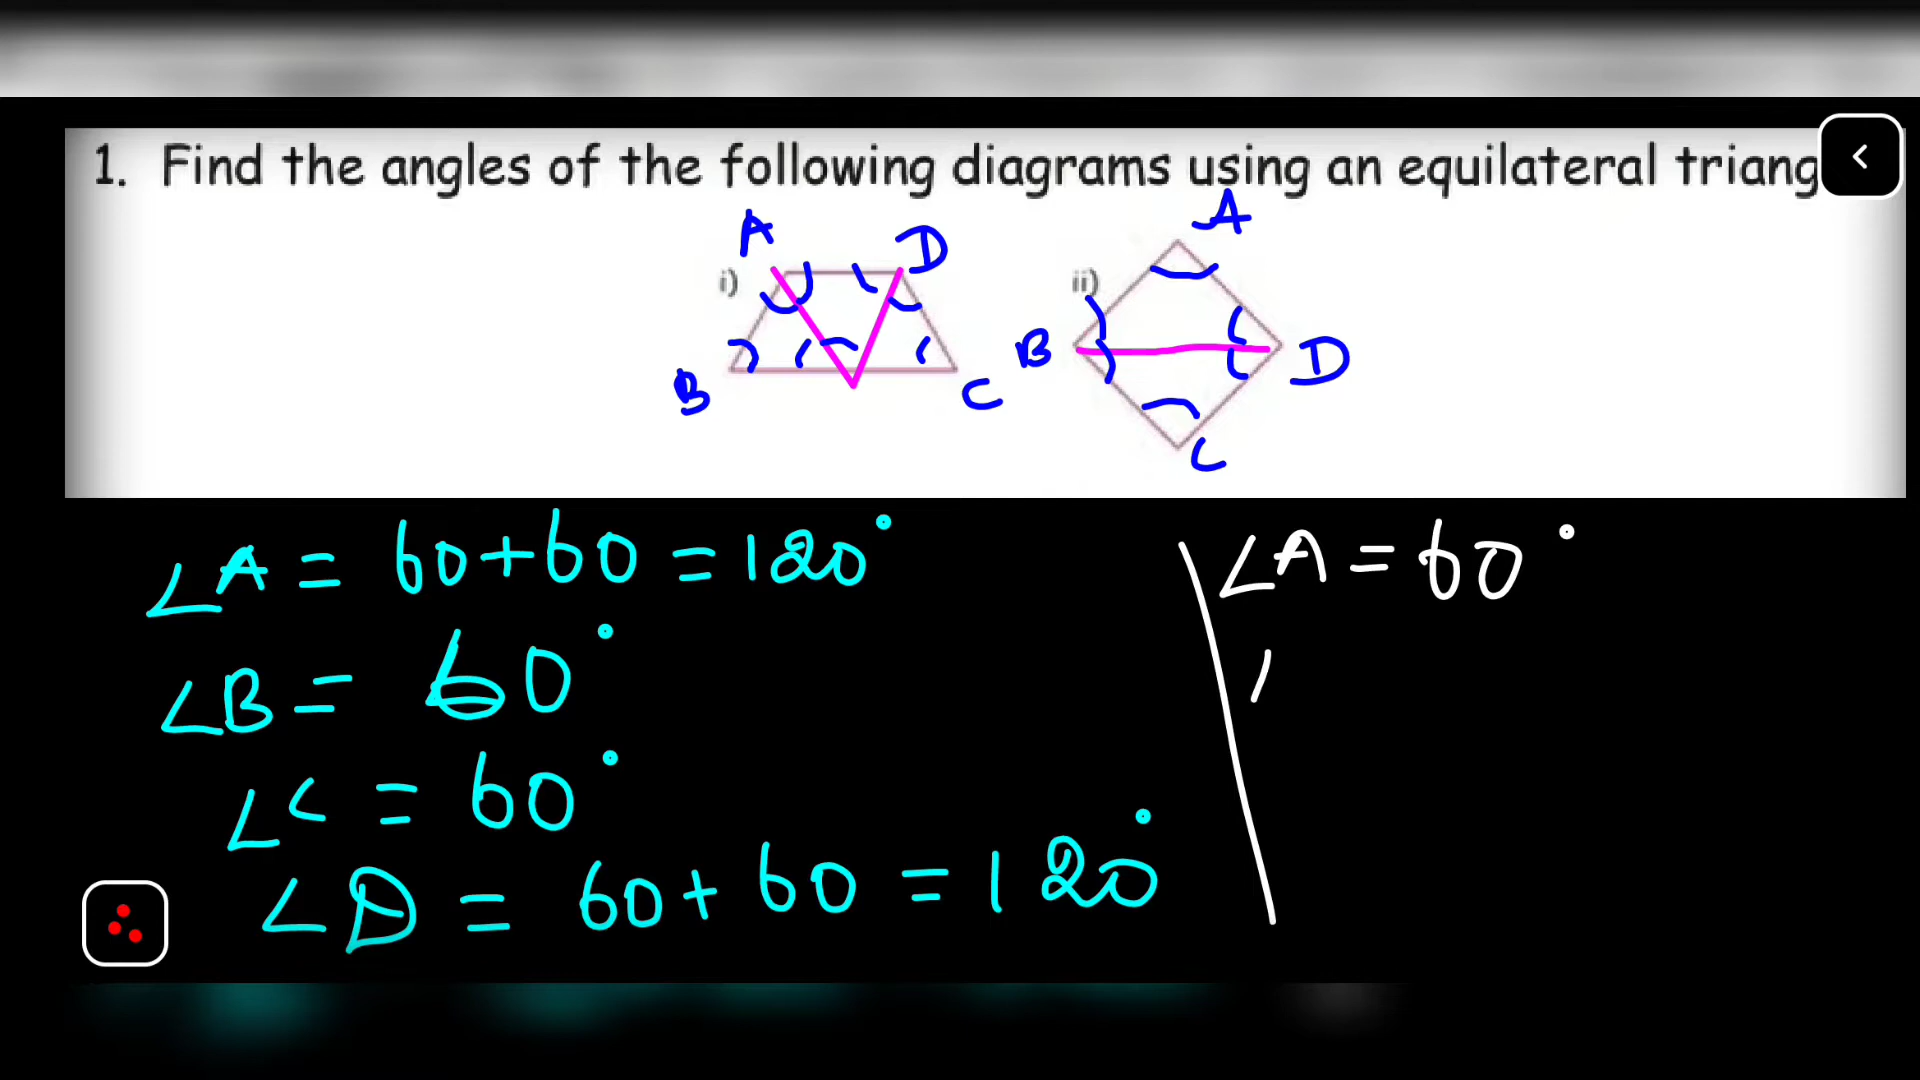 1. Find the angles of the following diagrams using an equilateral triang
A D A
i) ii)
B C B D
C
∠A = 60+60 = 120°
∠B = 60°
∠C = 60°
∠D = 60+60 = 120°
∠A = 60°